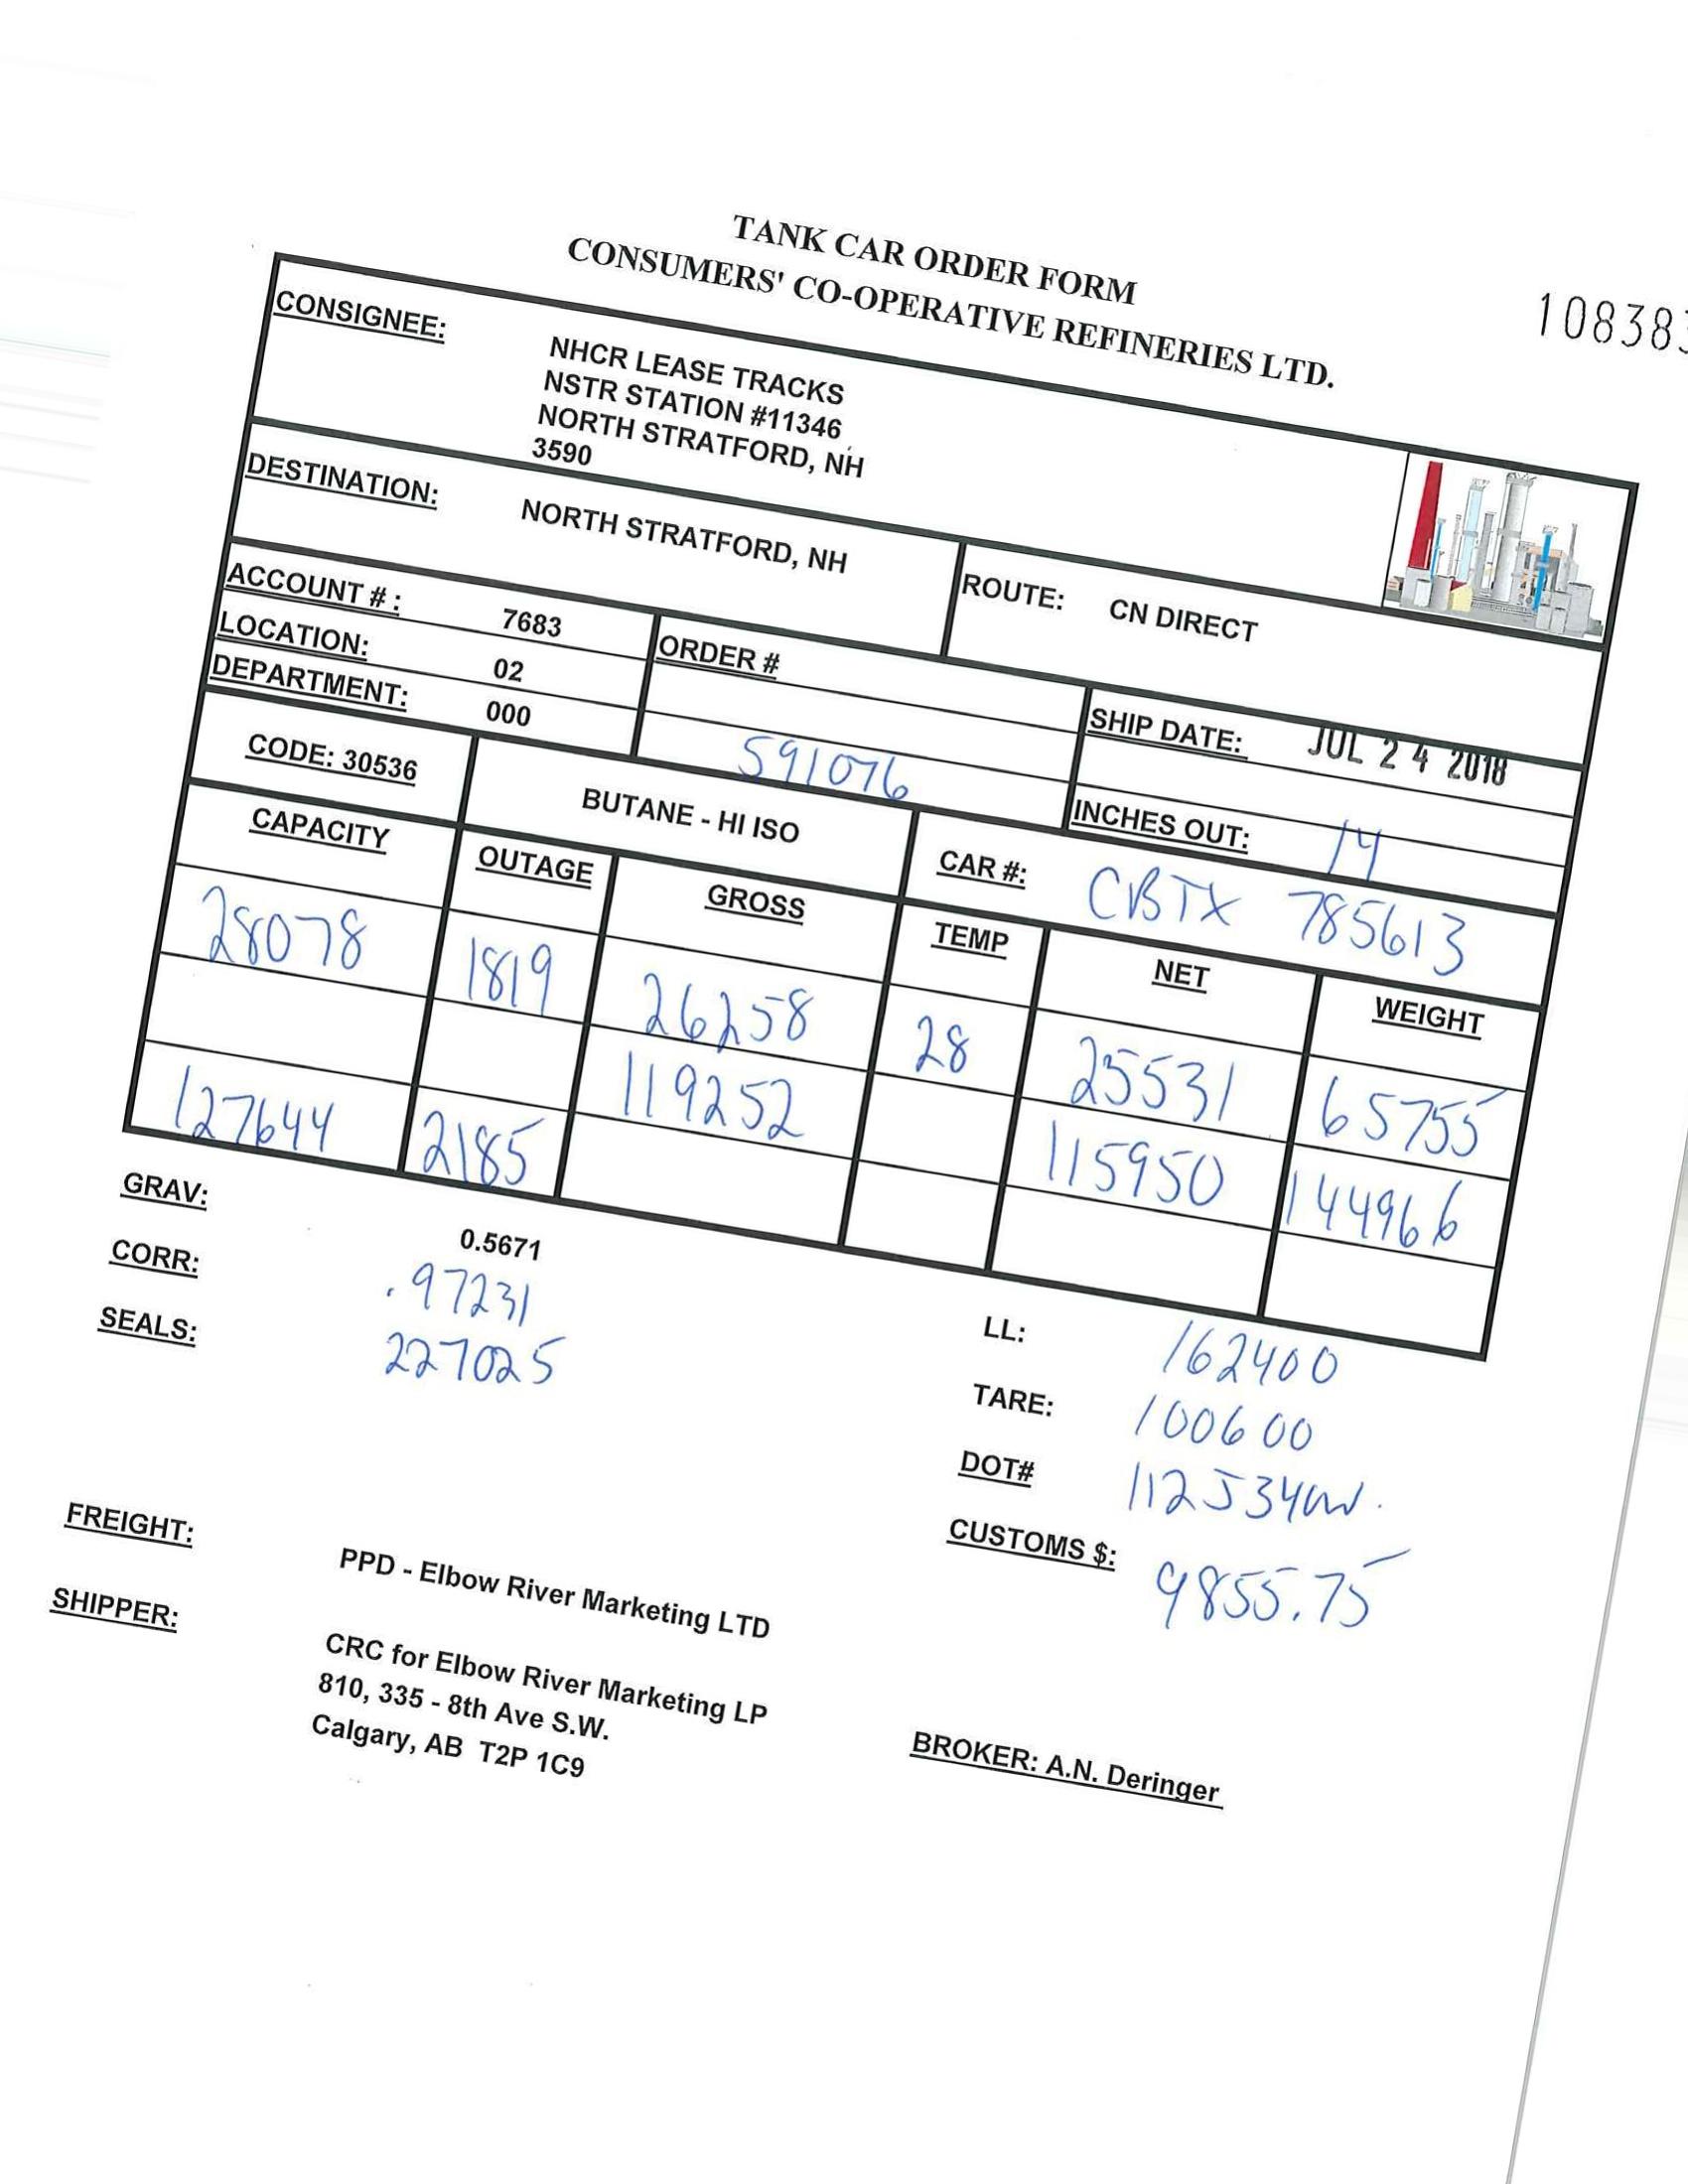 TANK CAR ORDER FORM
CONSUMERS' CO-OPERATIVE REFINERIES LTD.
10838
CONSIGNEE:
NHCR LEASE TRACKS
NSTR STATION #11346
NORTH STRATFORD, NH
3590
DESTINATION: NORTH STRATFORD, NH
ROUTE: CN DIRECT
ACCOUNT # : 7683
LOCATION: 02
DEPARTMENT: 000
ORDER #
591076
SHIP DATE: JUL 24 2018
INCHES OUT: 14
CODE: 30536
BUTANE - HI ISO
CAR #: CBTX 785613
CAPACITY OUTAGE GROSS TEMP NET WEIGHT
28078 1819 26258 28 25531 65755
119252 115950 144966
127644 2185
GRAV: 0.5671
CORR: .97231
SEALS: 227025
LL: 162400
TARE: 100600
DOT# 112J340W.
CUSTOMS $: 9855.75
FREIGHT: PPD - Elbow River Marketing LTD
SHIPPER: CRC for Elbow River Marketing LP
810, 335 - 8th Ave S.W.
Calgary, AB T2P 1C9
BROKER: A.N. Deringer